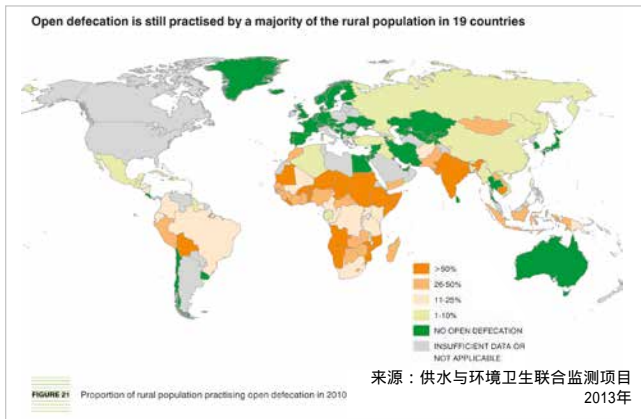 Open defecation is still practised by a majority of the rural population in 19 countries
>50%
26-50%
11-25%
1-10%
NO OPEN DEFECATION
INSUFFICIENT DATA OR
NOT APPLICABLE
来源：供水与环境卫生联合监测项目
2013年
FIGURE 21 Proportion of rural population practising open defecation in 2010